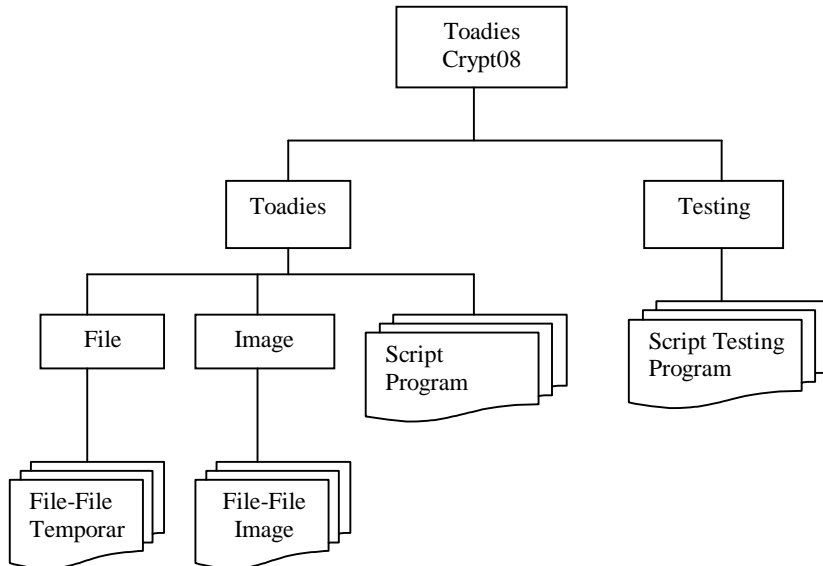 Toadies
Crypt08
Toadies
Testing
File
Image
Script
Program
Script Testing
Program
File-File
Temporar
File-File
Image